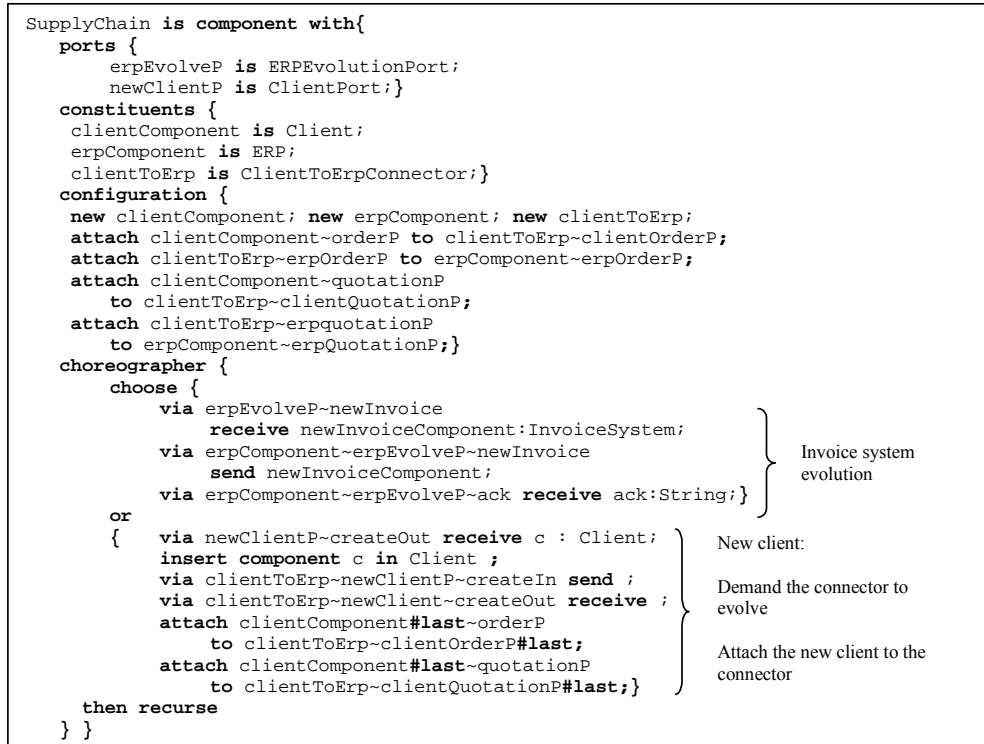 SupplyChain is component with{
ports {
erpEvolveP is ERPEvolutionPort;
newClientP is ClientPort;}
constituents {
clientComponent is Client;
erpComponent is ERP;
clientToErp is ClientToErpConnector;}
configuration {
new clientComponent; new erpComponent; new clientToErp;
attach clientComponent~orderP to clientToErp~clientOrderP;
attach clientToErp~erpOrderP to erpComponent~erpOrderP;
attach clientComponent~quotationP
to clientToErp~clientQuotationP;
attach clientToErp~erpquotationP
to erpComponent~erpQuotationP;}
choreographer {
choose {
via erpEvolveP~newInvoice
receive newInvoiceComponent:InvoiceSystem;
via erpComponent~erpEvolveP~newInvoice
send newInvoiceComponent;
via erpComponent~erpEvolveP~ack receive ack:String;}
Invoice system
evolution
or
{ via newClientP~createOut receive c : Client;
insert component c in Client ;
via clientToErp~newClientP~createIn send ;
via clientToErp~newClient~createOut receive ;
attach clientComponent#last~orderP
to clientToErp~clientOrderP#last;
attach clientComponent#last~quotationP
to clientToErp~clientQuotationP#last;}
New client:
Demand the connector to
evolve
Attach the new client to the
connector
then recurse
} }